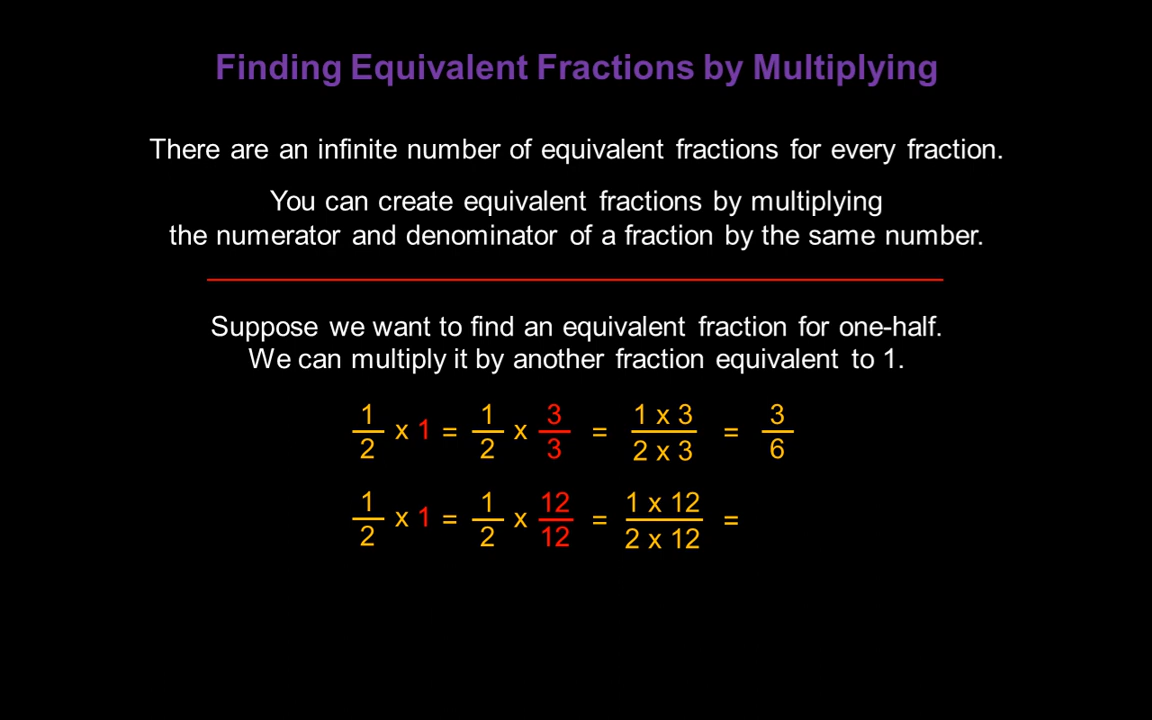 Finding Equivalent Fractions by Multiplying
There are an infinite number of equivalent fractions for every fraction.
You can create equivalent fractions by multiplying
the numerator and denominator of a fraction by the same number.
Suppose we want to find an equivalent fraction for one-half.
We can multiply it by another fraction equivalent to 1.
1/2 x 1 = 1/2 x 3/3 = 1 x 3/2 x 3 = 3/6
1/2 x 1 = 1/2 x 12/12 = 1 x 12/2 x 12 =